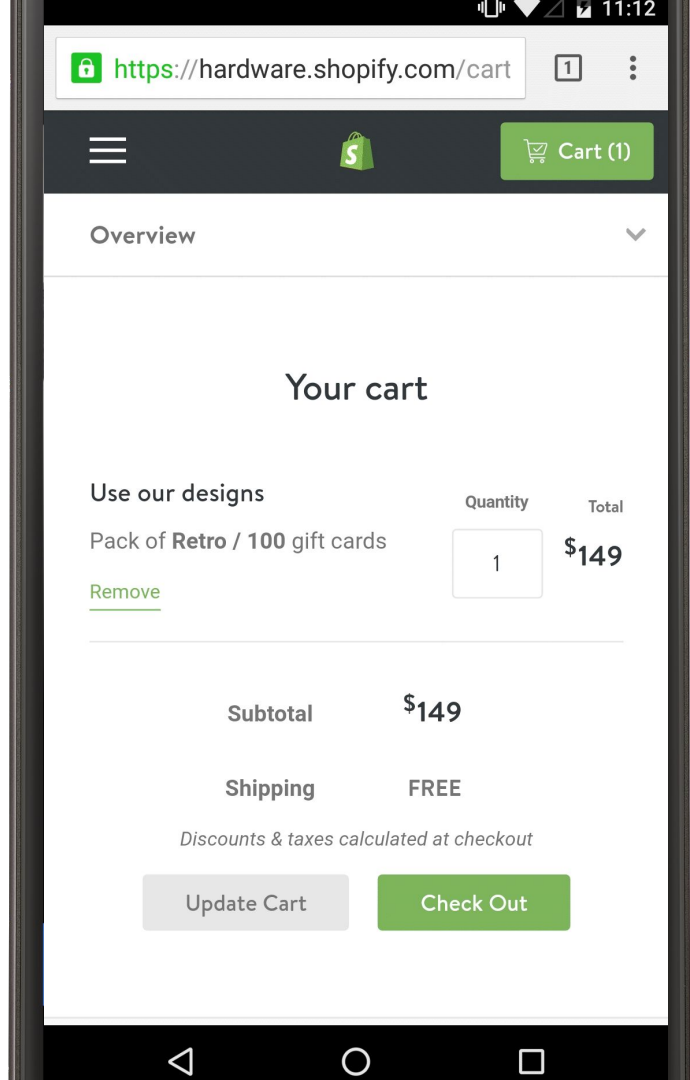 11:12
https://hardware.shopify.com/cart
1
S
Cart (1)
Overview
Your cart
Use our designs
Quantity
Total
Pack of Retro / 100 gift cards
1
$149
Remove
Subtotal
$149
Shipping
FREE
Discounts & taxes calculated at checkout
Update Cart
Check Out